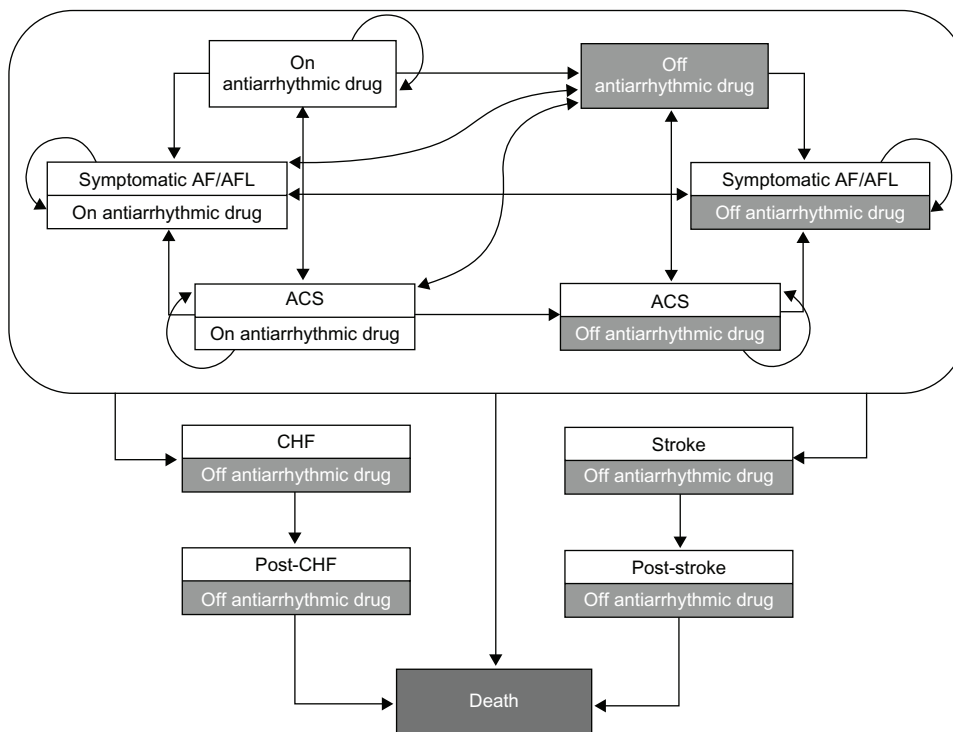 On
antiarrhythmic drug
Off
antiarrhythmic drug
Symptomatic AF/AFL
On antiarrhythmic drug
Symptomatic AF/AFL
Off antiarrhythmic drug
ACS
On antiarrhythmic drug
ACS
Off antiarrhythmic drug
CHF
Off antiarrhythmic drug
Stroke
Off antiarrhythmic drug
Post-CHF
Off antiarrhythmic drug
Post-stroke
Off antiarrhythmic drug
Death